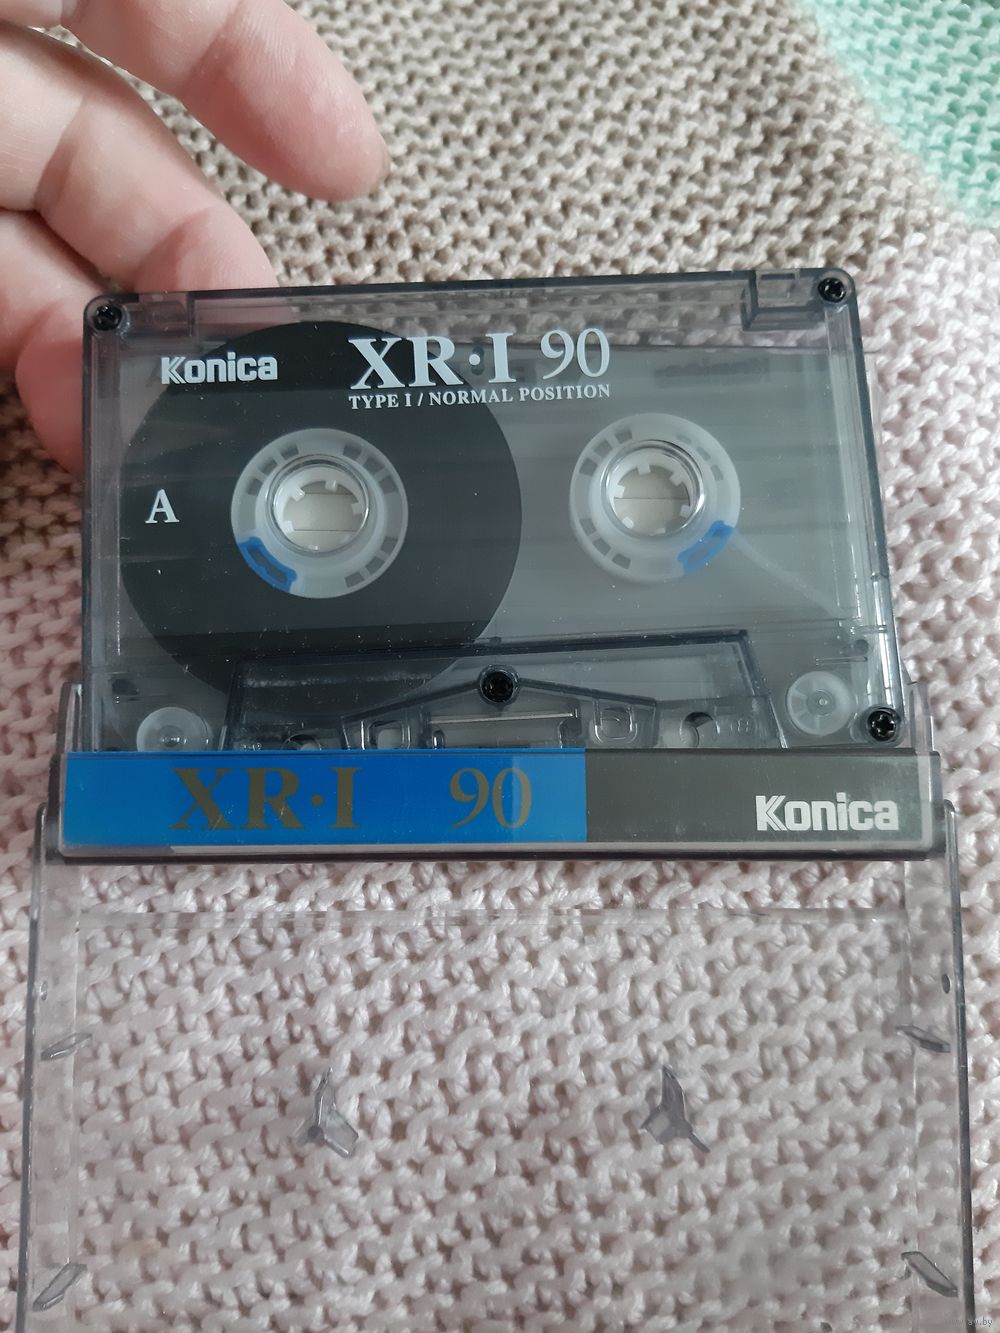 Konica
XR·I 90
TYPE I / NORMAL POSITION
A
XR·I 90
Konica